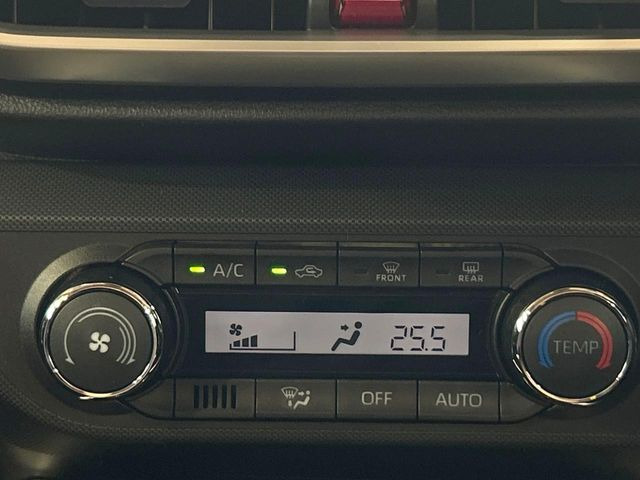 A/C
FRONT
REAR
25.5
TEMP
OFF
AUTO